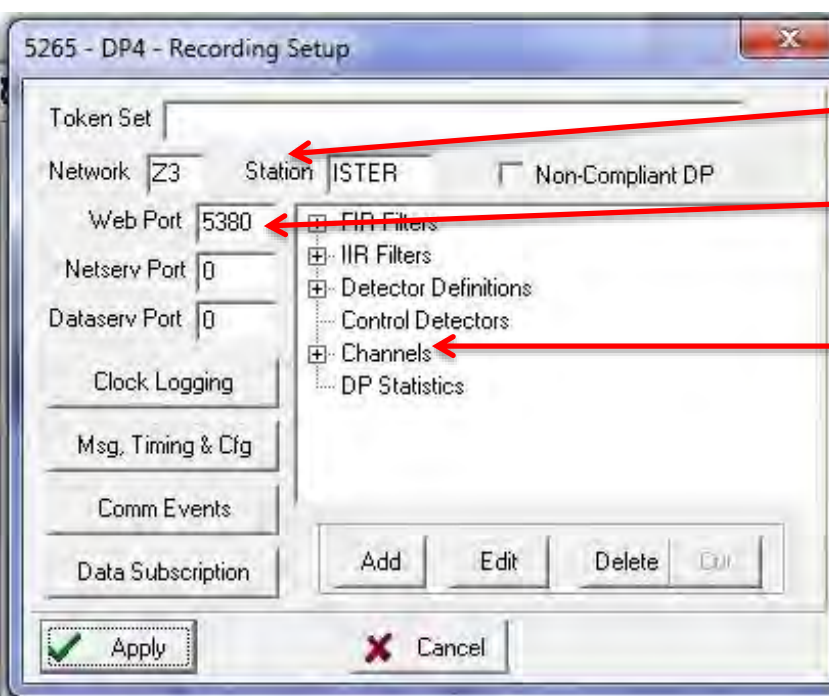 5265 - DP4 - Recording Setup
Token Set
Network Z3 Station ISTER Non-Compliant DP
Web Port 5380
Netserv Port 0
Dataserv Port 0
Clock Logging
Msg, Timing & Cfg
Comm Events
Data Subscription
FIR Filters
IIR Filters
Detector Definitions
Control Detectors
Channels
DP Statistics
Add Edit Delete Cut
Apply Cancel